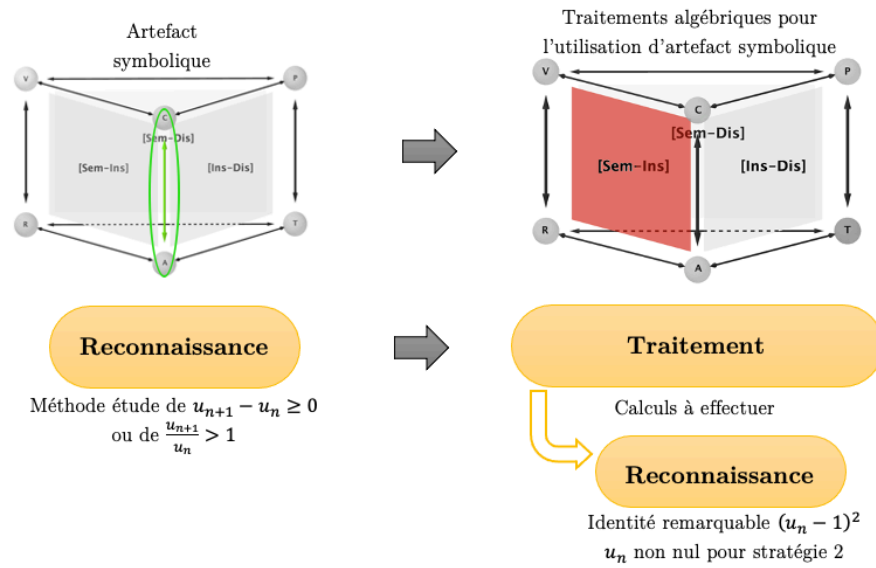 Artefact
symbolique
V
P
C
[Sem-Dis]
[Sem-Ins]
[Ins-Dis]
R
T
A
Reconnaissance
Méthode étude de $u_{n+1} - u_n \geq 0$
ou de $\frac{u_{n+1}}{u_n} > 1$
Traitements algébriques pour
l'utilisation d'artefact symbolique
V
P
C
[Sem-Dis]
[Sem-Ins]
[Ins-Dis]
R
T
A
Traitement
Calculs à effectuer
Reconnaissance
Identité remarquable $(u_n - 1)^2$
$u_n$ non nul pour stratégie 2